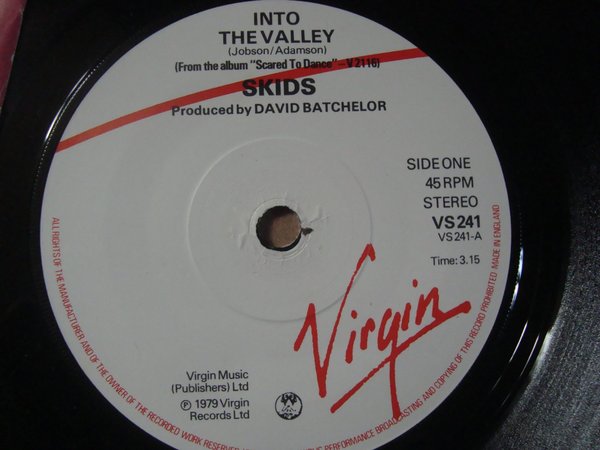 INTO
THE VALLEY
(Jobson/Adamson)
(From the album "Scared To Dance" – V2116)
SKIDS
Produced by DAVID BATCHELOR
SIDE ONE
45 RPM
STEREO
VS 241
VS 241-A
Time: 3.15
Virgin
Virgin Music
(Publishers) Ltd
℗ 1979 Virgin
Records Ltd
ALL RIGHTS OF THE MANUFACTURER AND OF THE OWNER OF THE RECORDED WORK RESERVED
PERFORMANCE BROADCASTING AND COPYING OF THIS RECORD PROHIBITED MADE IN ENGLAND